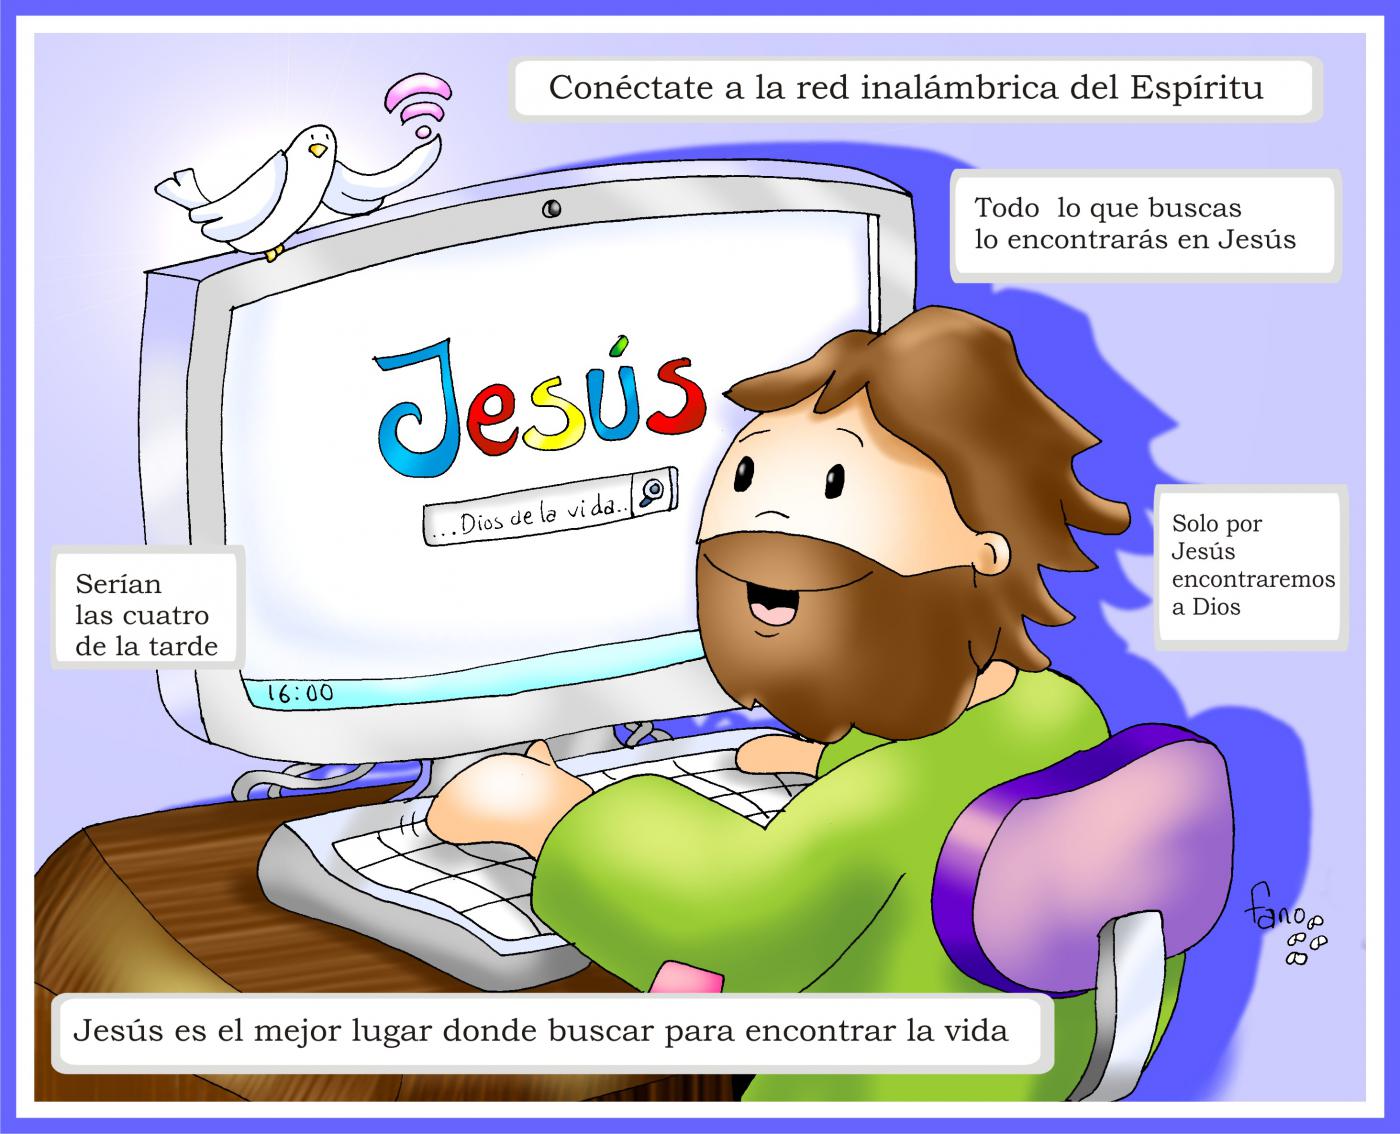 Conéctate a la red inalámbrica del Espíritu
Todo lo que buscas
lo encontrarás en Jesús
Jesús
...Dios de la vida..
Solo por
Jesús
encontraremos
a Dios
Serían
las cuatro
de la tarde
16:00
fano
Jesús es el mejor lugar donde buscar para encontrar la vida